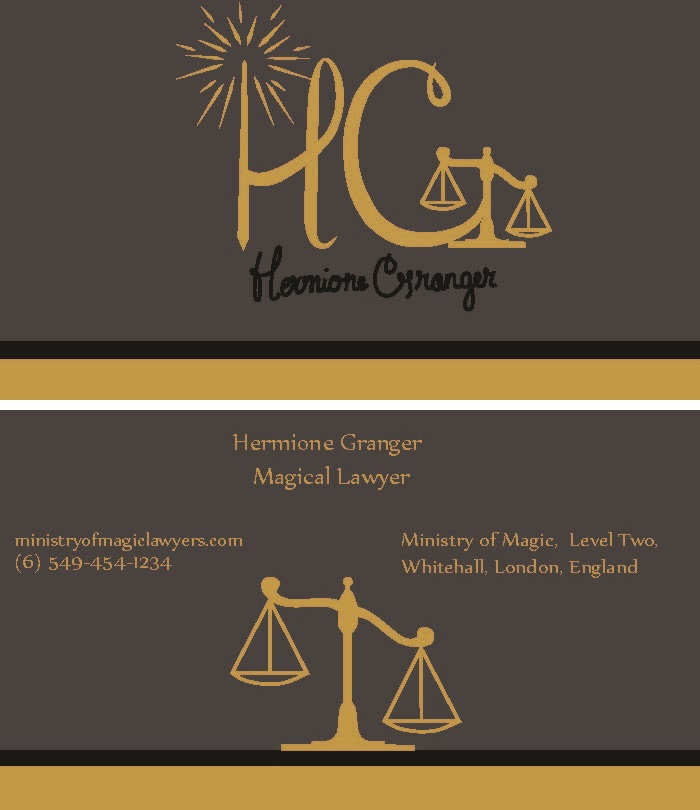 HG
Hermione Granger
Hermione Granger
Magical Lawyer
ministryofmagiclawyers.com
(6) 549-454-1234
Ministry of Magic, Level Two,
Whitehall, London, England